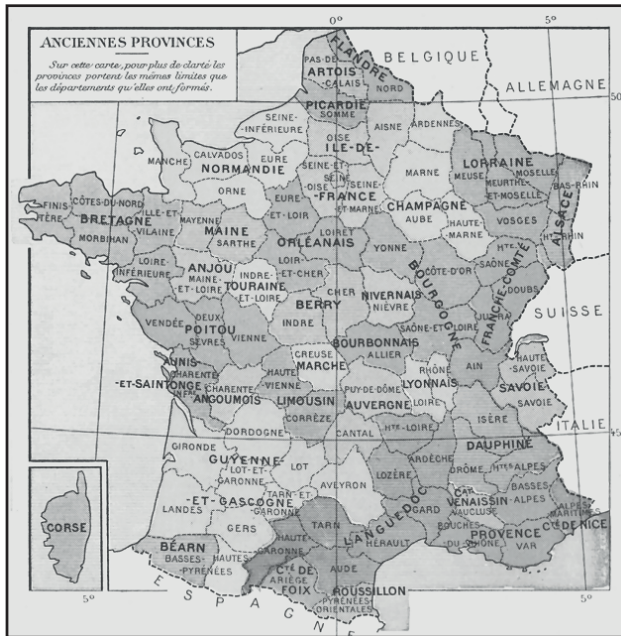 ANCIENNES PROVINCES
Sur cette carte, pour plus de clarté les
provinces portent les mêmes limites que
les départements qu'elles ont formés.
0°
5°
BELGIQUE
ALLEMAGNE
50
FLANDRE
PAS-DE-
ARTOIS
CALAIS
NORD
PICARDIE
SOMME
SEINE-
INFÉRIEURE
AISNE
ARDENNES
OISE
ILE-DE-
MANCHE
CALVADOS
EURE
NORMANDIE
ORNE
SEINE-ET-
OISE
SEINE
-FRANCE
SEINE-
ET-MARNE
MARNE
CHAMPAGNE
AUBE
HAUTE-
MARNE
LORRAINE
MEUSE
MOSELLE
MEURTHE-
ET-MOSELLE
VOSGES
BAS-RHIN
ALSACE
HT-RHIN
FINIS-
TÈRE
CÔTES-DU-NORD
BRETAGNE
MORBIHAN
ILLE-ET-
VILAINE
MAYENNE
MAINE
SARTHE
EURE-
ET-LOIR
LOIRET
ORLÉANAIS
LOIR-
ET-CHER
YONNE
CÔTE-D'OR
BOURGOGNE
HTE-
SAÔNE
DOUBS
FRANCHE-COMTÉ
JURA
SUISSE
LOIRE-
INFÉRIEURE
ANJOU
MAINE-
ET-LOIRE
INDRE-
TOURAINE
ET-LOIRE
BERRY
CHER
INDRE
NIVERNAIS
NIÈVRE
SAÔNE-ET-LOIRE
VENDÉE
DEUX-
POITOU
SÈVRES
VIENNE
BOURBONNAIS
ALLIER
CREUSE
MARCHE
AIN
HAUTE-
SAVOIE
SAVOIE
SAVOIE
ITALIE
AUNIS-
CHARENTE-
-ET-SAINTONGE
CHARENTE
ANGOUMOIS
HAUTE
VIENNE
LIMOUSIN
CORRÈZE
PUY-DE-DÔME
AUVERGNE
CANTAL
RHÔNE
LYONNAIS
LOIRE
ISÈRE
DAUPHINÉ
45
HTE-LOIRE
ARDÈCHE
DRÔME
HTES ALPES
GIRONDE
DORDOGNE
GUYENNE
LOT-ET-
GARONNE
LOT
AVEYRON
LOZÈRE
-ET-GASCOGNE
TARN-ET-
GARONNE
LANDES
GERS
TARN
LANGUEDOC
GARD
HÉRAULT
VENAISSIN
VAUCLUSE
BASSES-
ALPES
ALPES-
MARITIMES
CTÉ DE NICE
BOUCHES-
PROVENCE
DU-RHÔNE
VAR
BÉARN
BASSES-
PYRÉNÉES
HAUTES-
HAUTE-
GARONNE
CTÉ DE
ARIÈGE
FOIX
AUDE
ROUSSILLON
PYRÉNÉES-
ORIENTALES
ESPAGNE
CORSE
5°
0°
5°